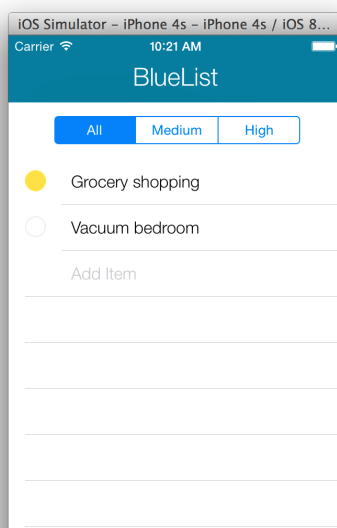 iOS Simulator – iPhone 4s – iPhone 4s / iOS 8...
Carrier 10:21 AM
BlueList
All Medium High
Grocery shopping
Vacuum bedroom
Add Item